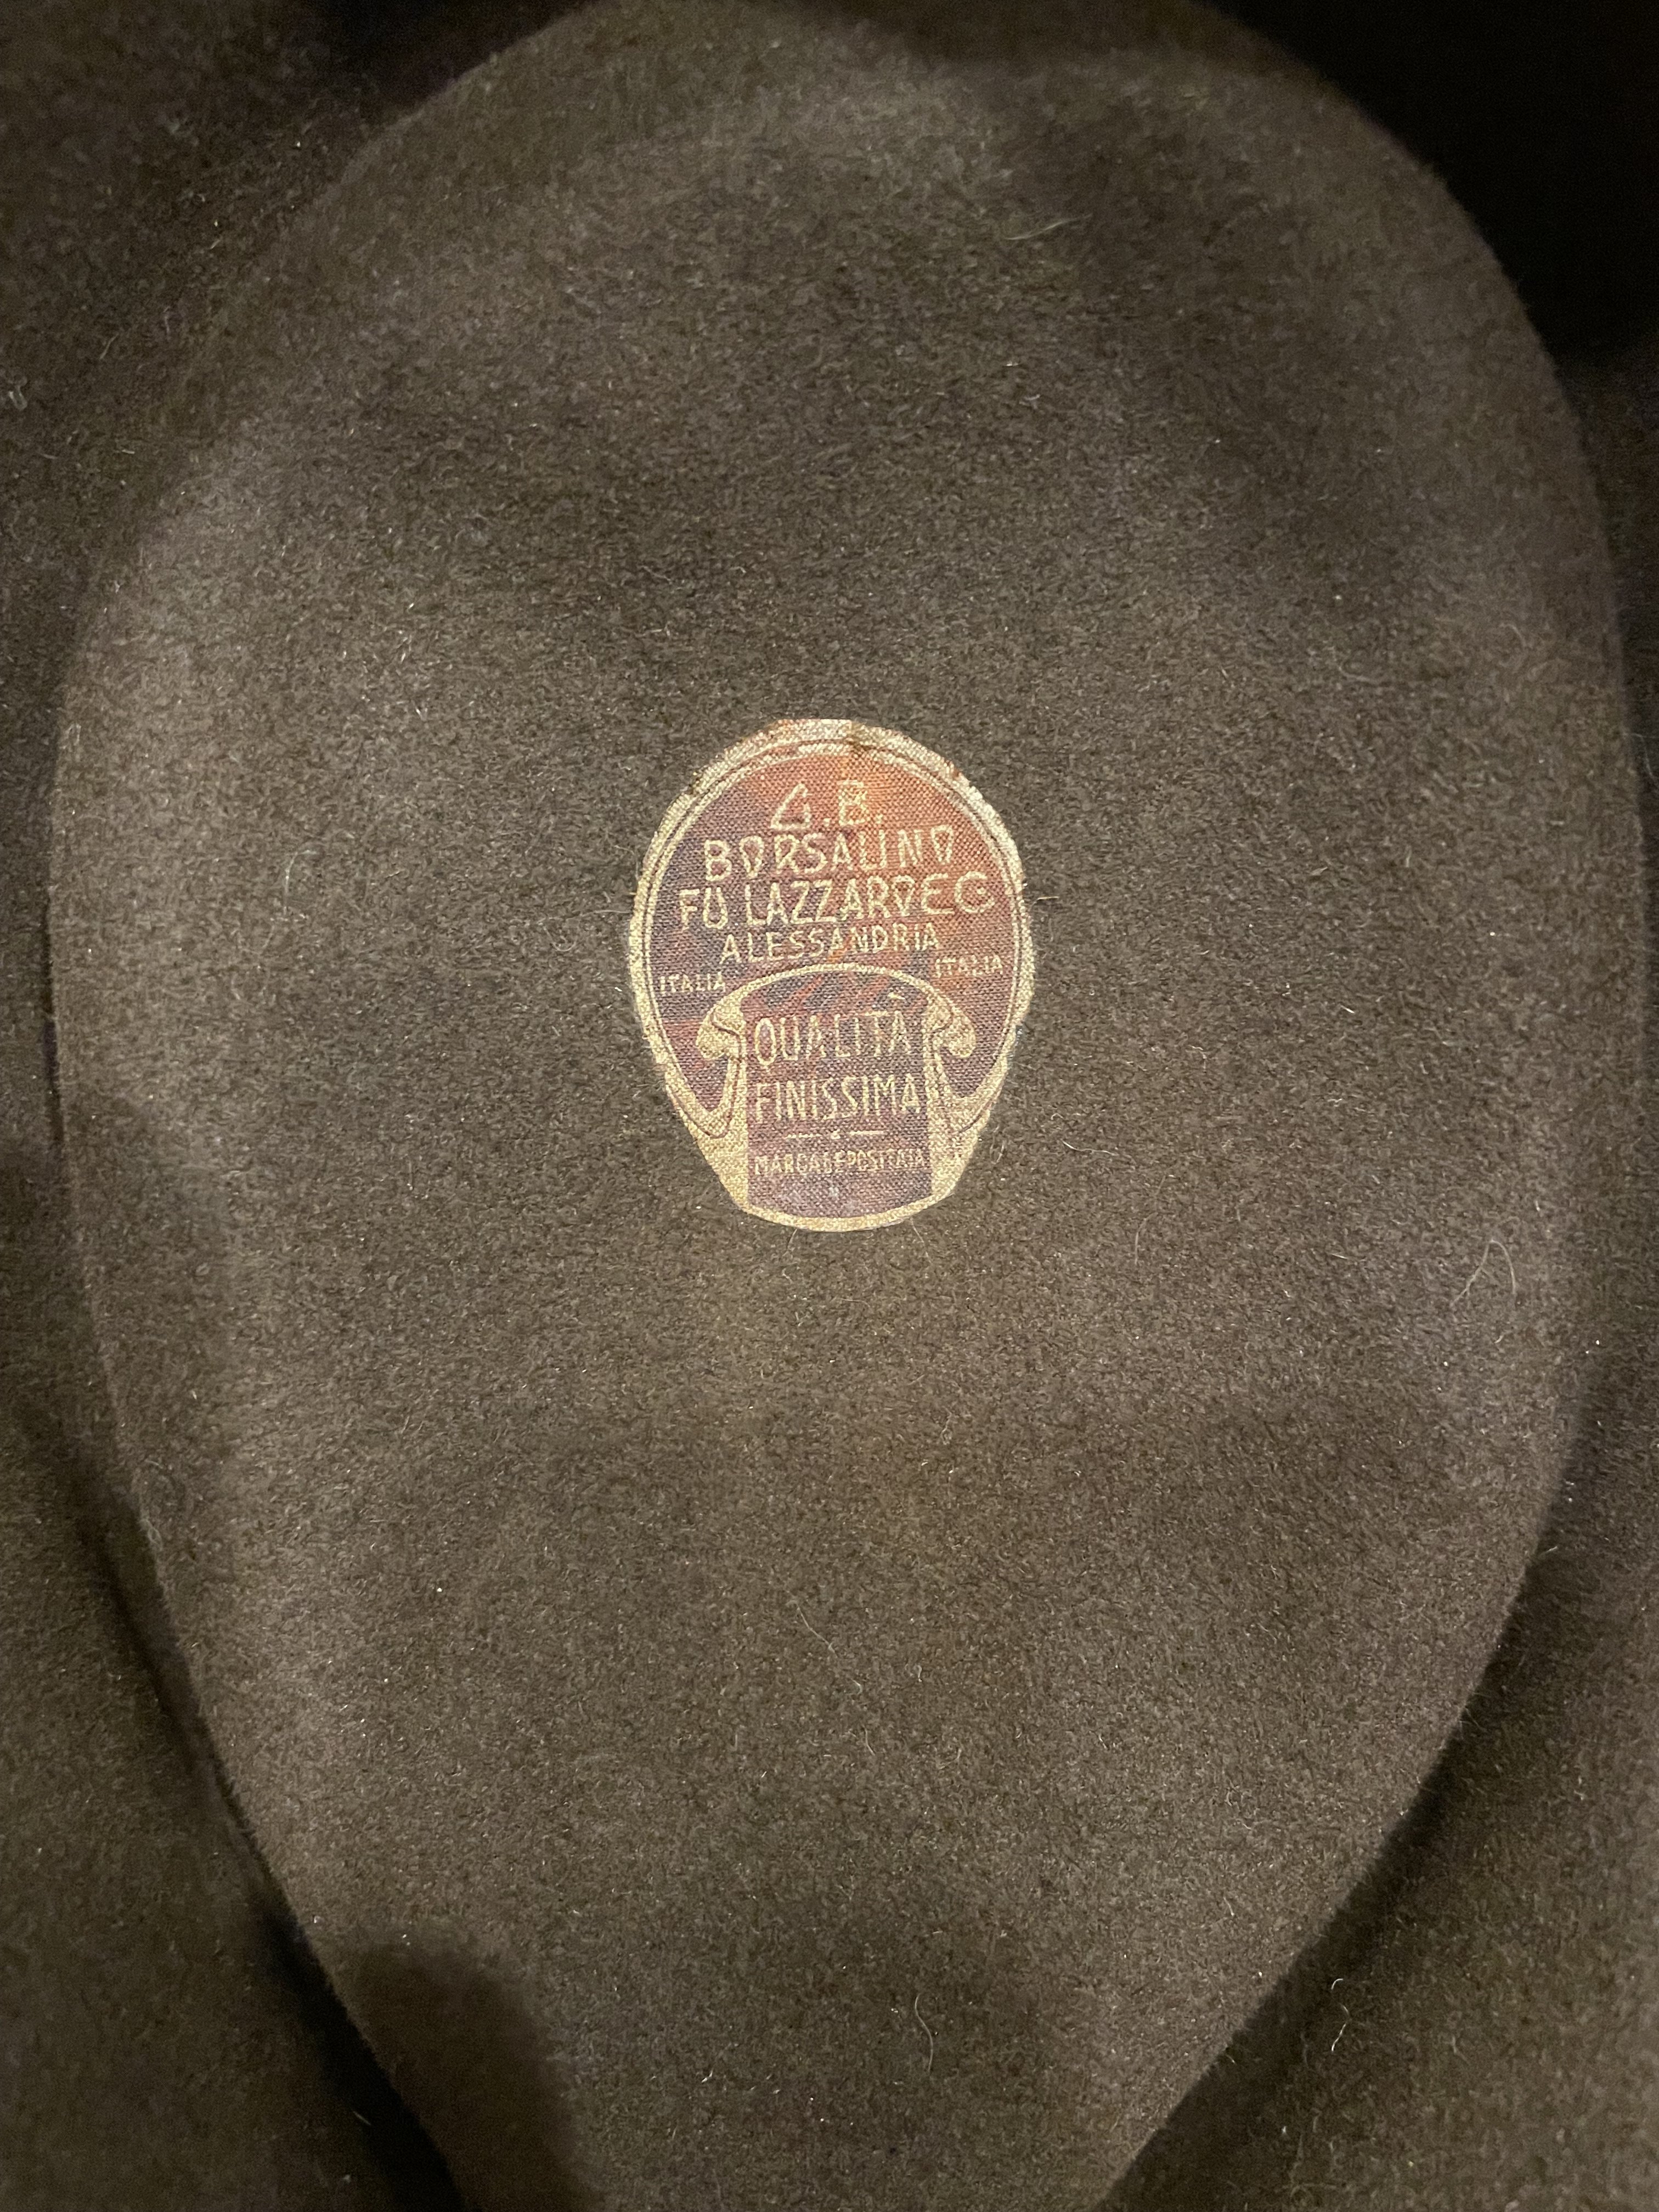 G.B.
BORSALINO
FU LAZZARO E C
ALESSANDRIA
ITALIA ITALIA
QUALITÀ
FINISSIMA
MARCA DEPOSITATA